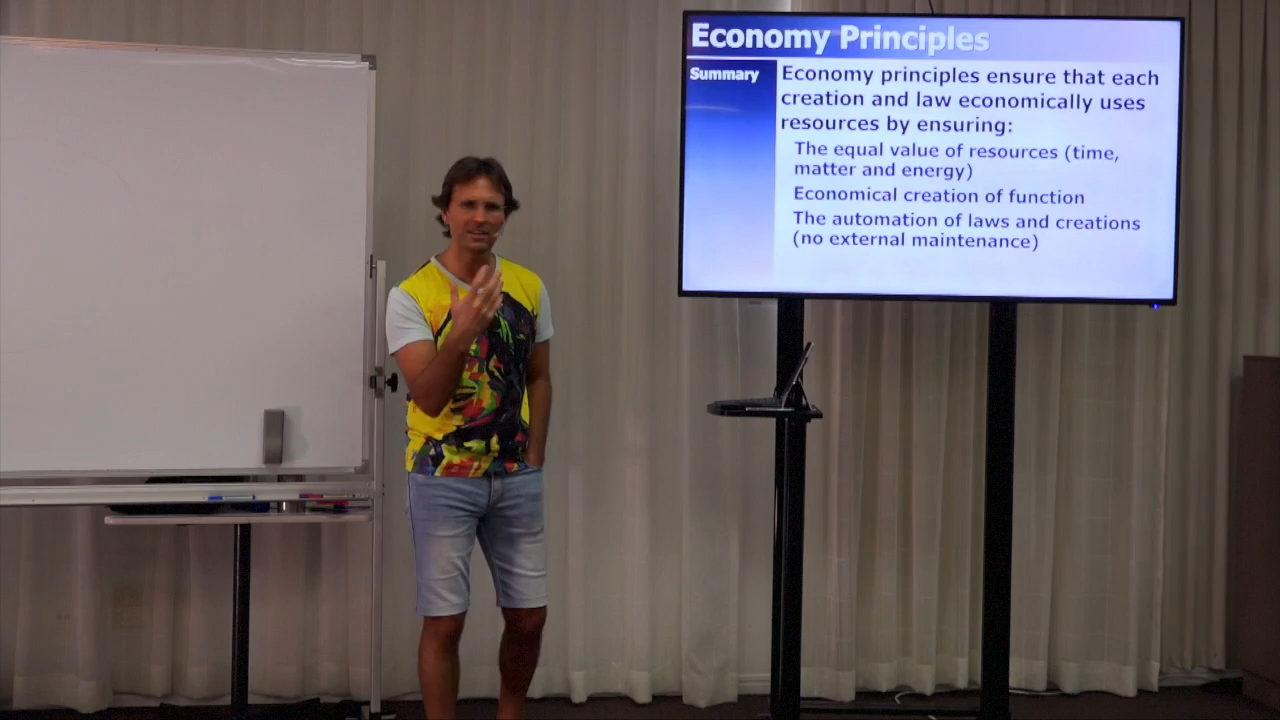 Economy Principles
Summary
Economy principles ensure that each
creation and law economically uses
resources by ensuring:
The equal value of resources (time,
matter and energy)
Economical creation of function
The automation of laws and creations
(no external maintenance)